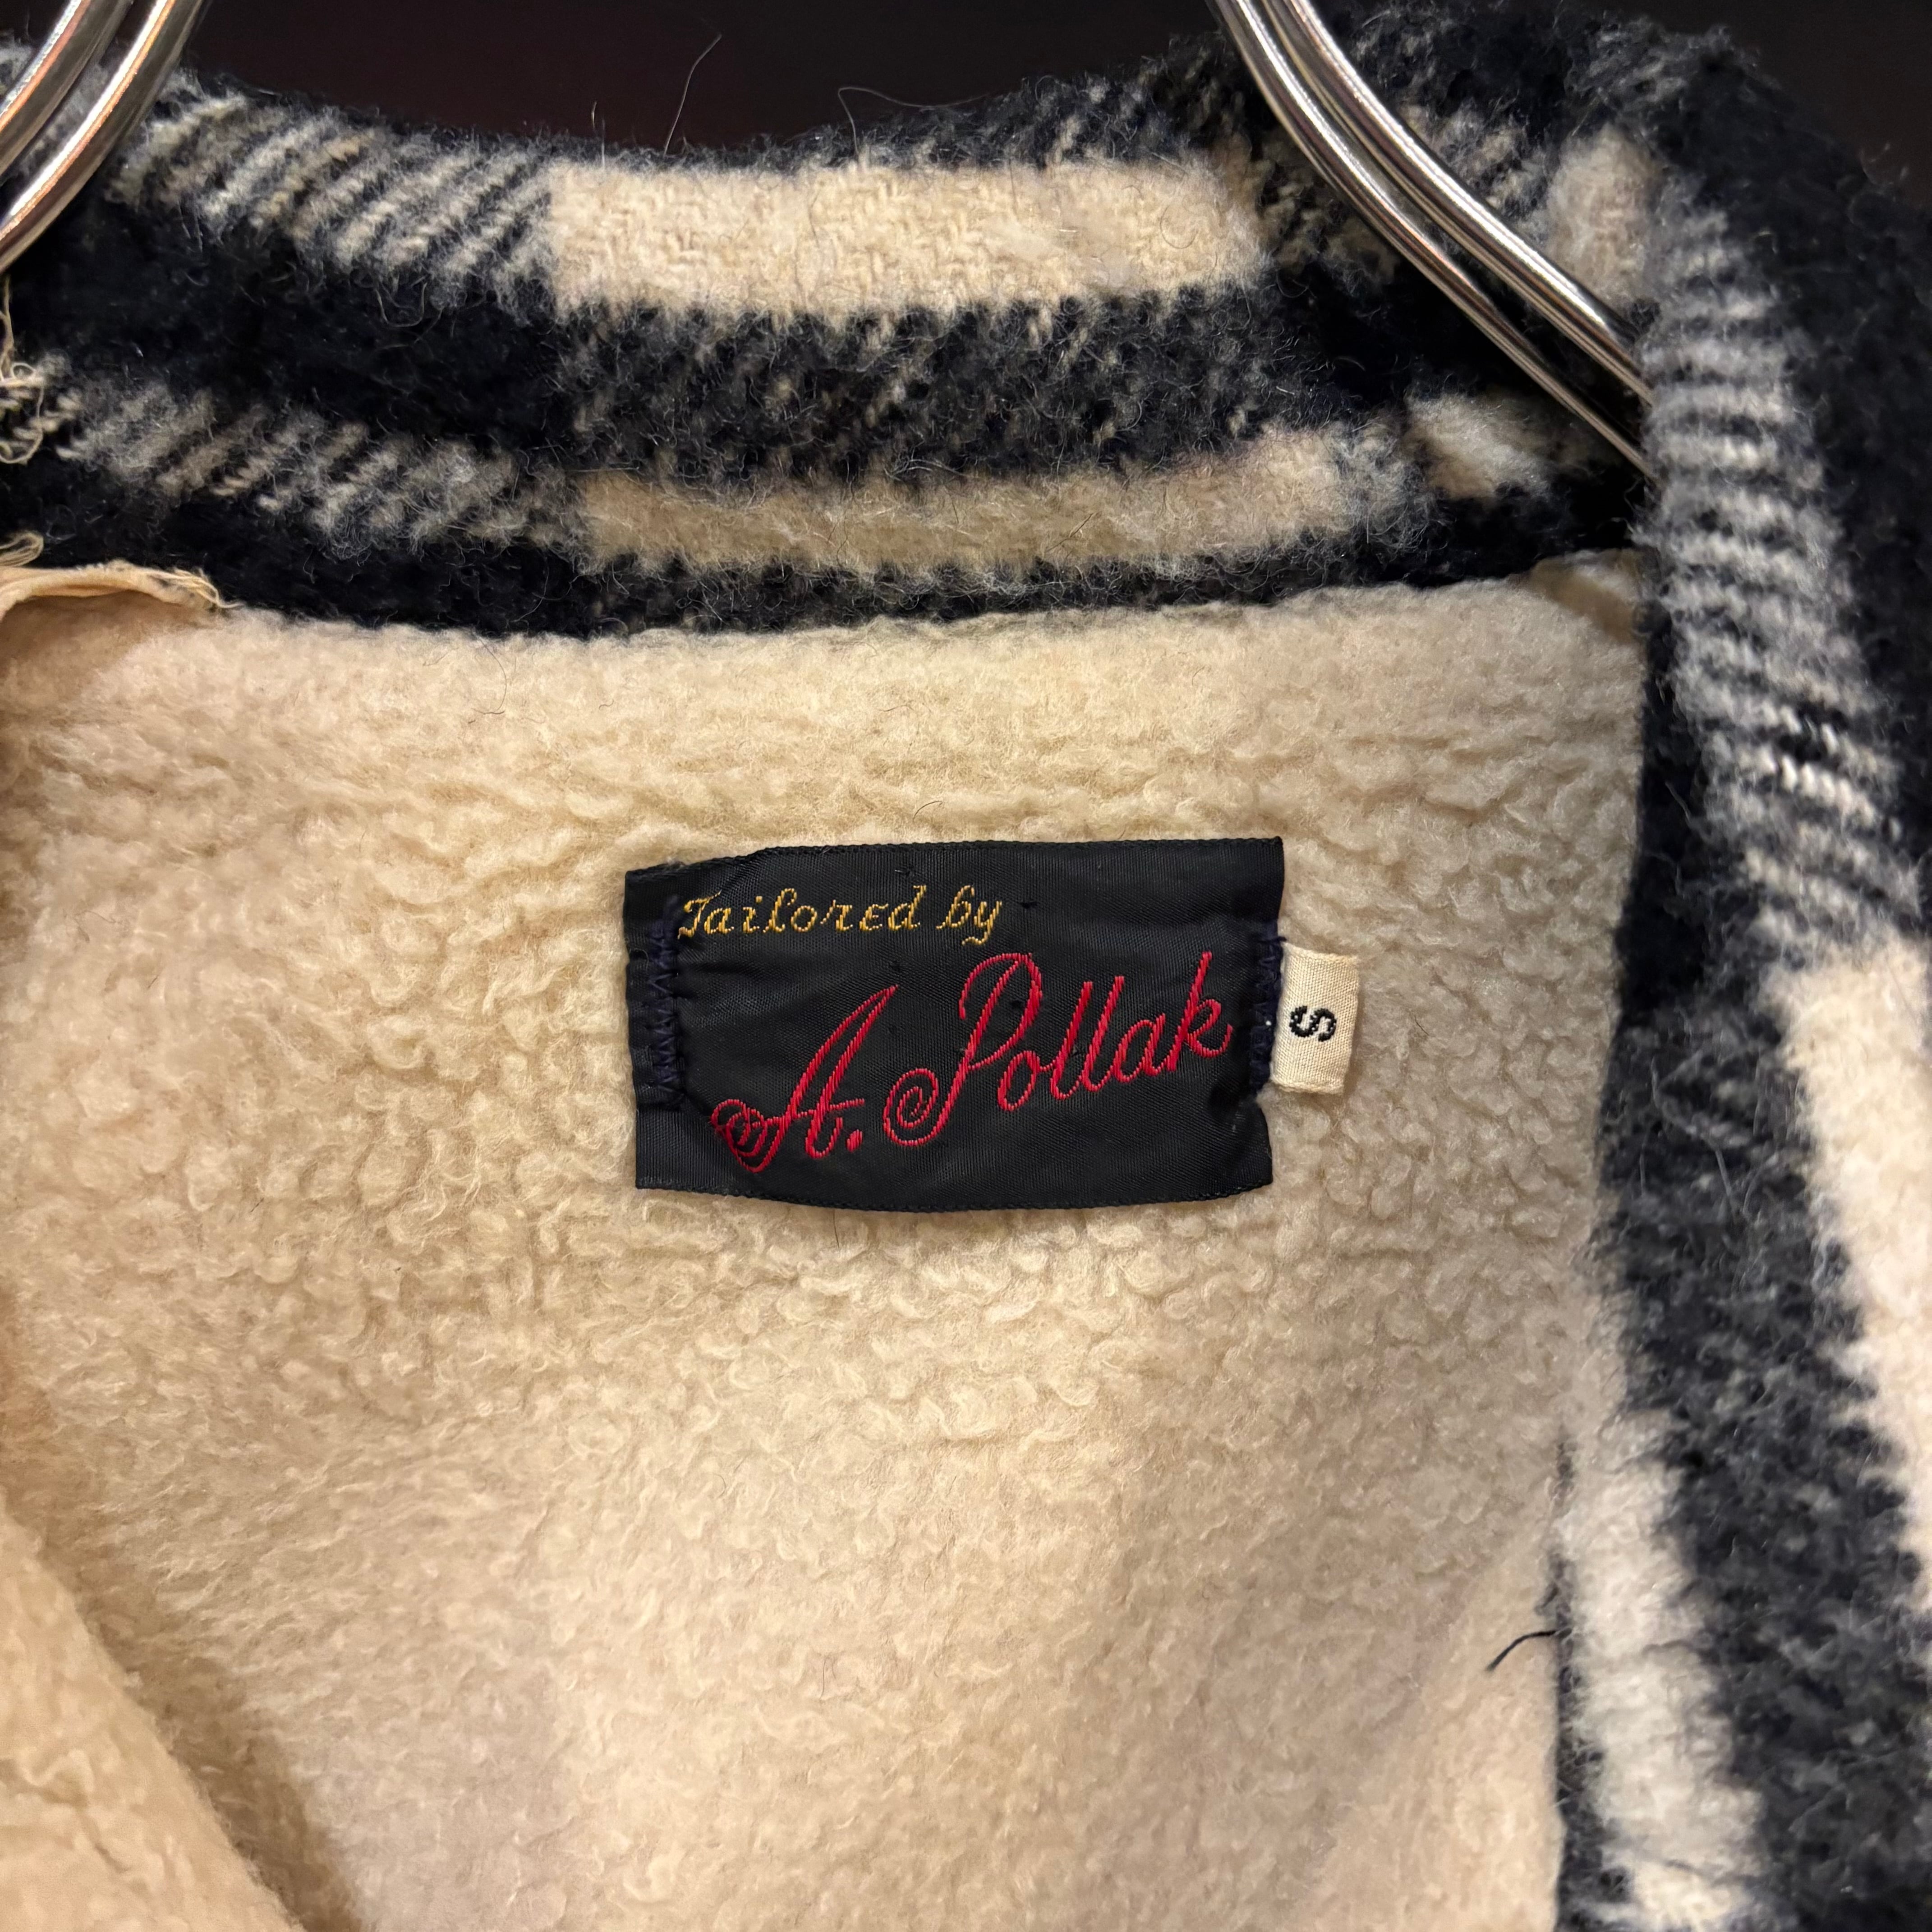 Tailored by
A. Pollak
S